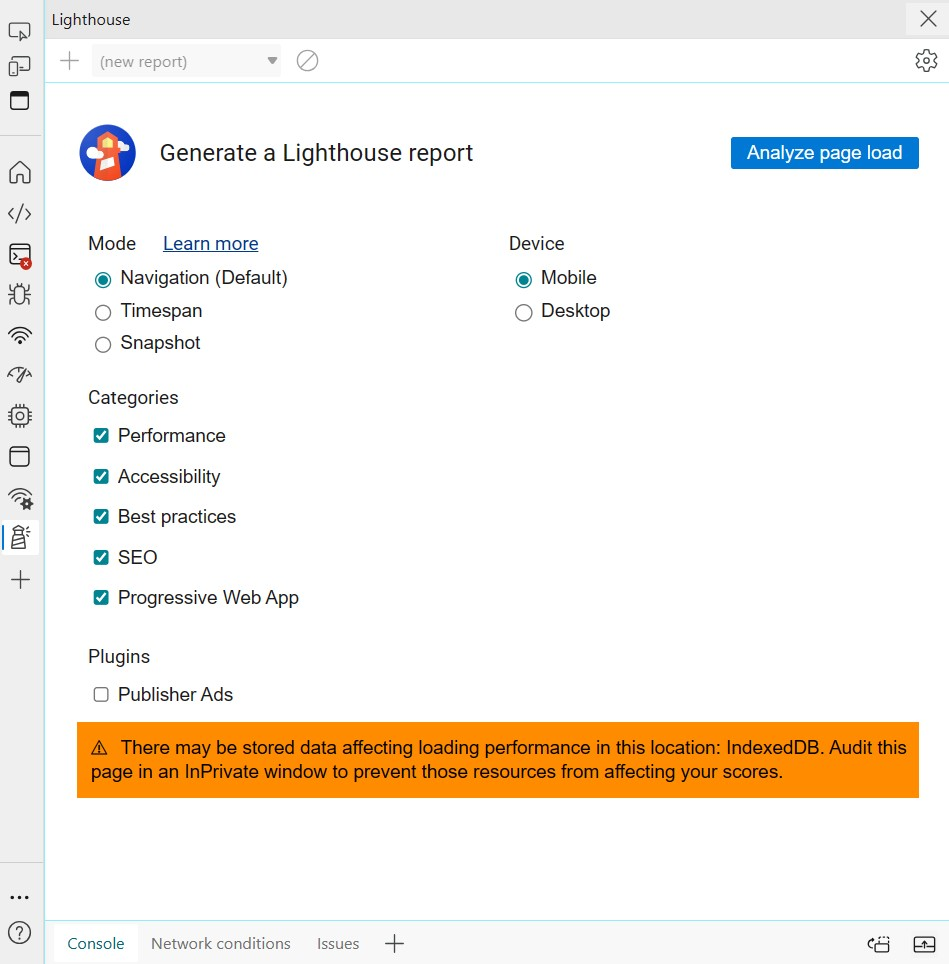 Lighthouse
(new report)
Generate a Lighthouse report
Analyze page load
Mode Learn more
Navigation (Default)
Timespan
Snapshot
Device
Mobile
Desktop
Categories
Performance
Accessibility
Best practices
SEO
Progressive Web App
Plugins
Publisher Ads
There may be stored data affecting loading performance in this location: IndexedDB. Audit this
page in an InPrivate window to prevent those resources from affecting your scores.
Console Network conditions Issues